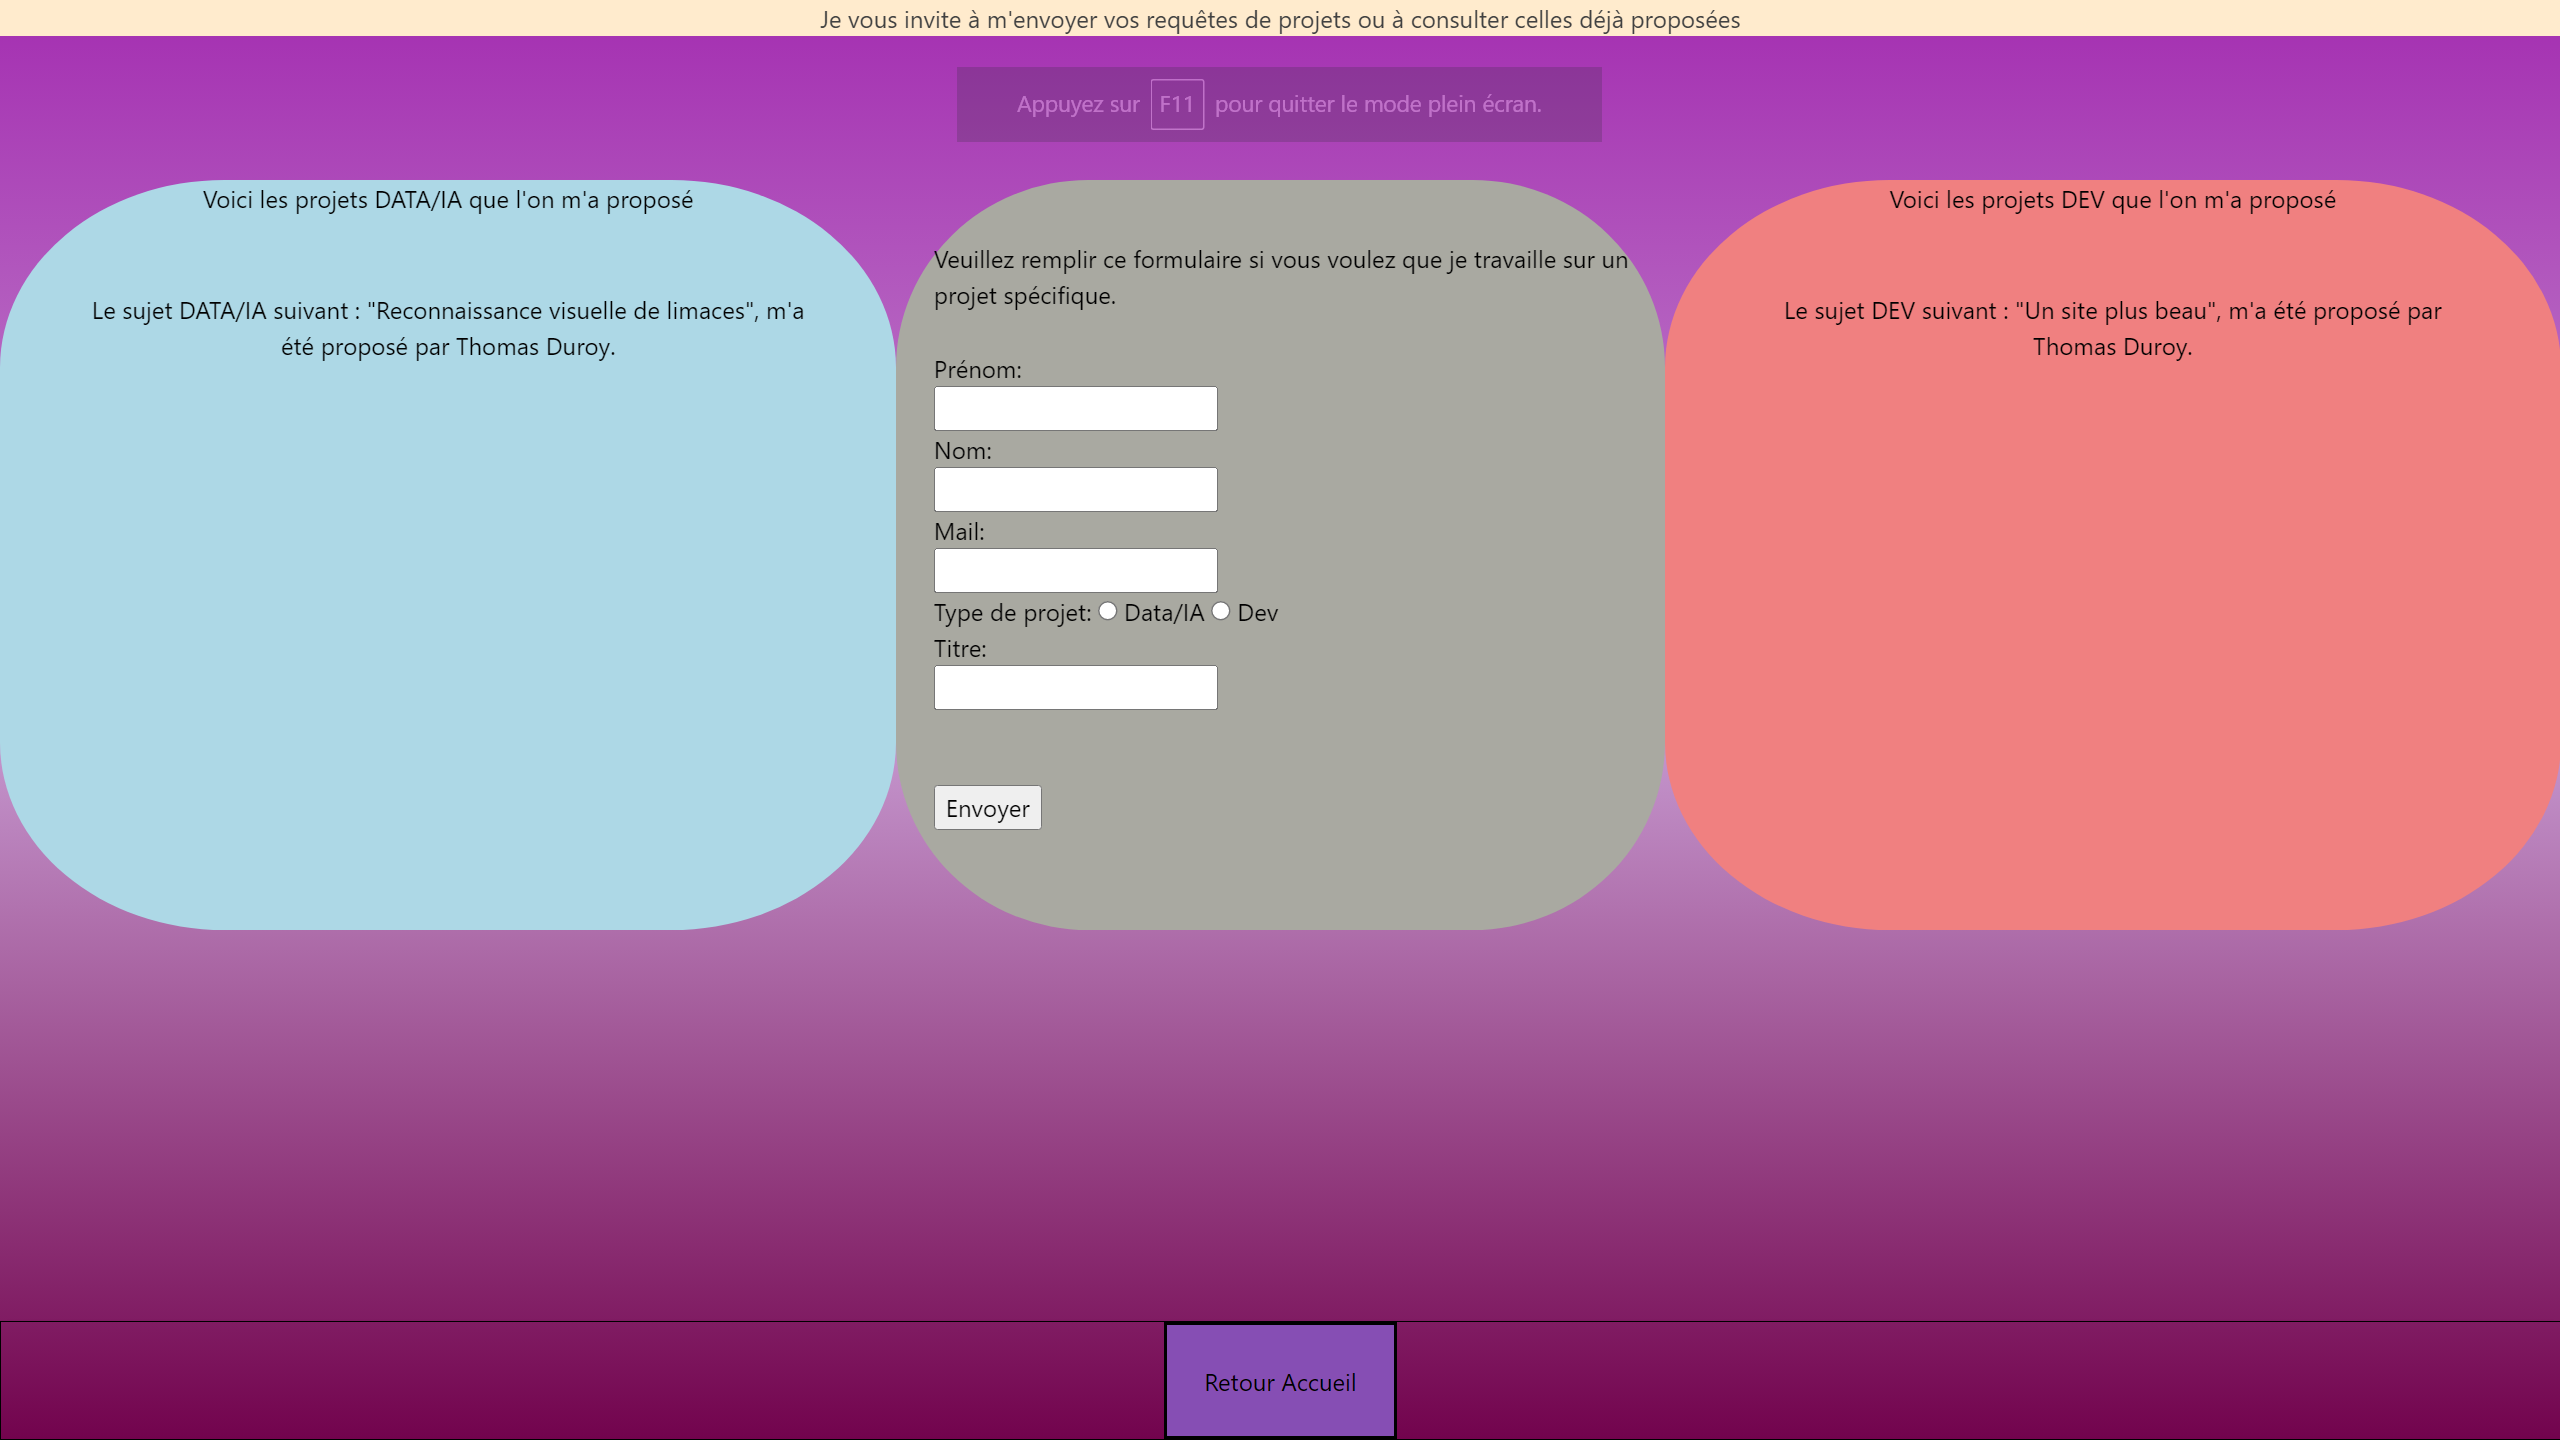 Je vous invite à m'envoyer vos requêtes de projets ou à consulter celles déjà proposées
Appuyez sur F11 pour quitter le mode plein écran.
Voici les projets DATA/IA que l'on m'a proposé
Le sujet DATA/IA suivant : "Reconnaissance visuelle de limaces", m'a
été proposé par Thomas Duroy.
Veuillez remplir ce formulaire si vous voulez que je travaille sur un
projet spécifique.
Prénom:
Nom:
Mail:
Type de projet: Data/IA Dev
Titre:
Envoyer
Voici les projets DEV que l'on m'a proposé
Le sujet DEV suivant : "Un site plus beau", m'a été proposé par
Thomas Duroy.
Retour Accueil